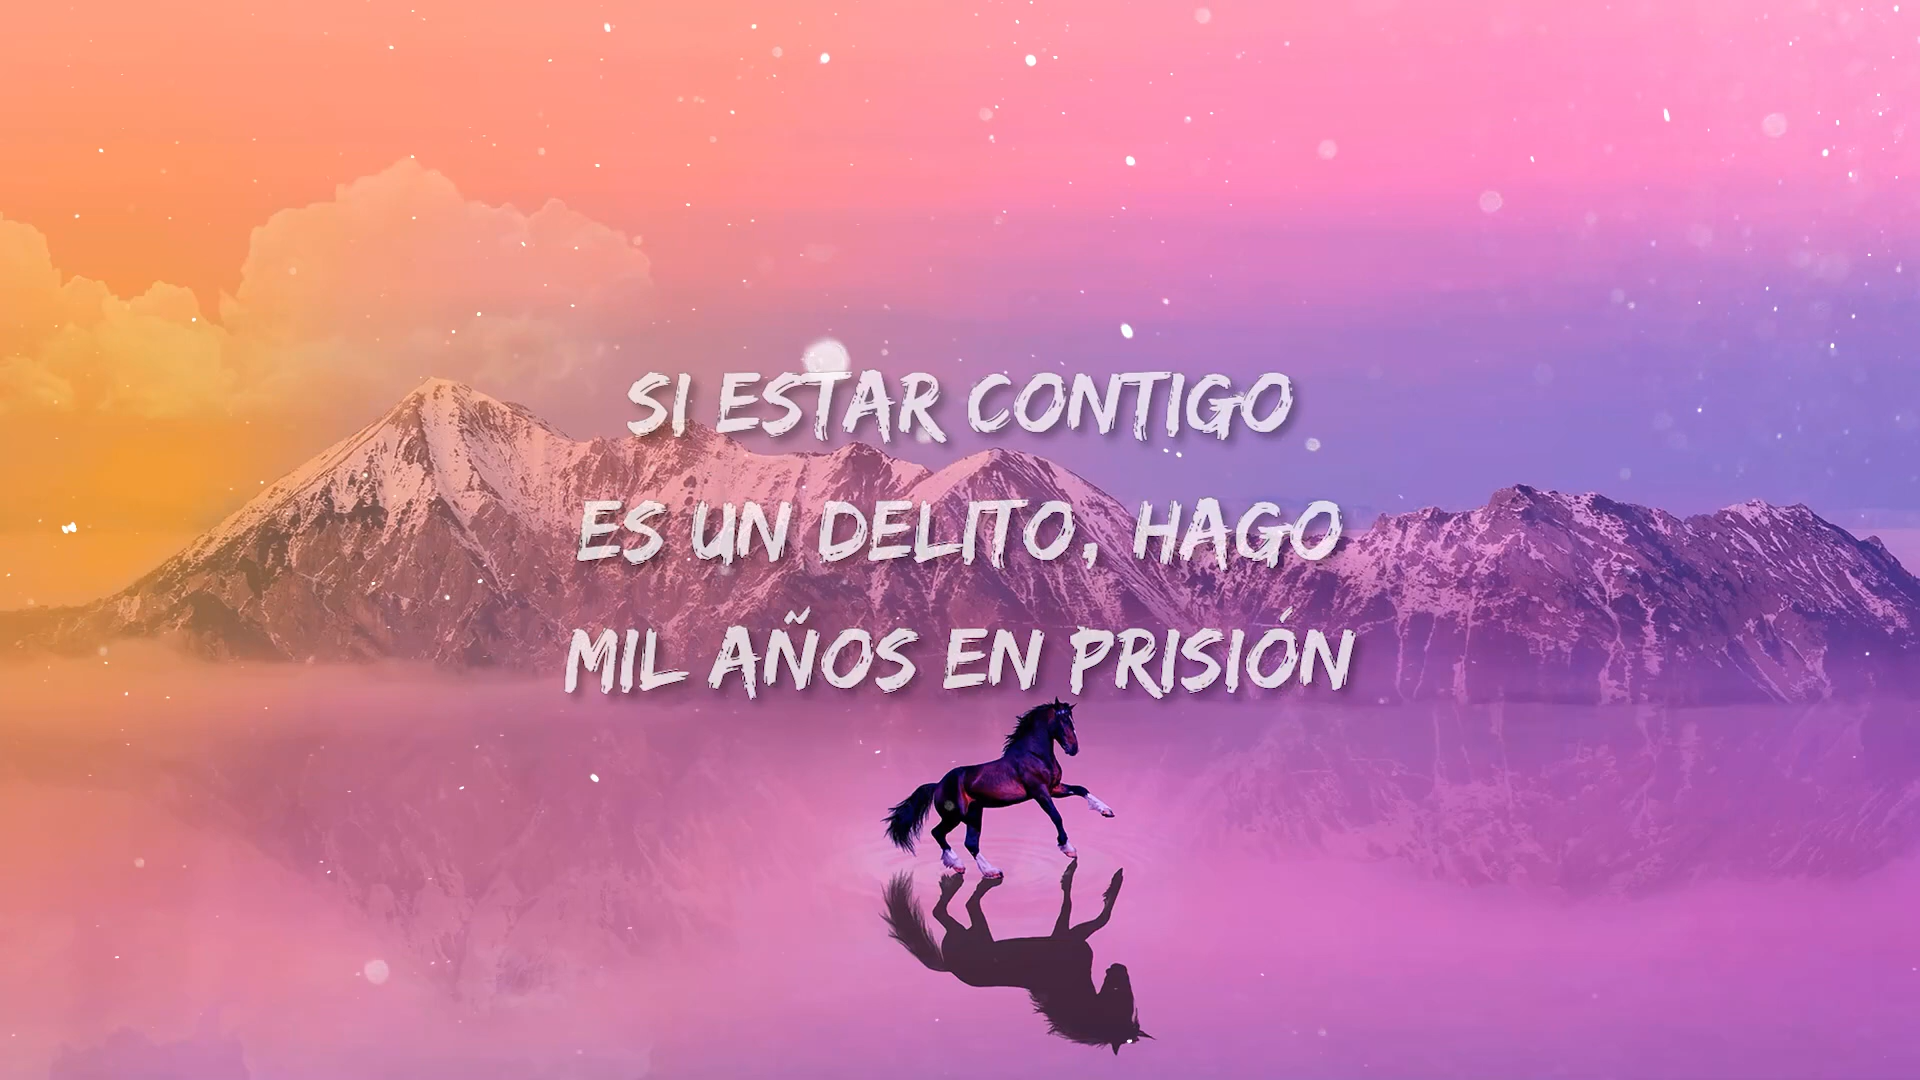 SI ESTAR CONTIGO
ES UN DELITO, HAGO
MIL AÑOS EN PRISIÓN